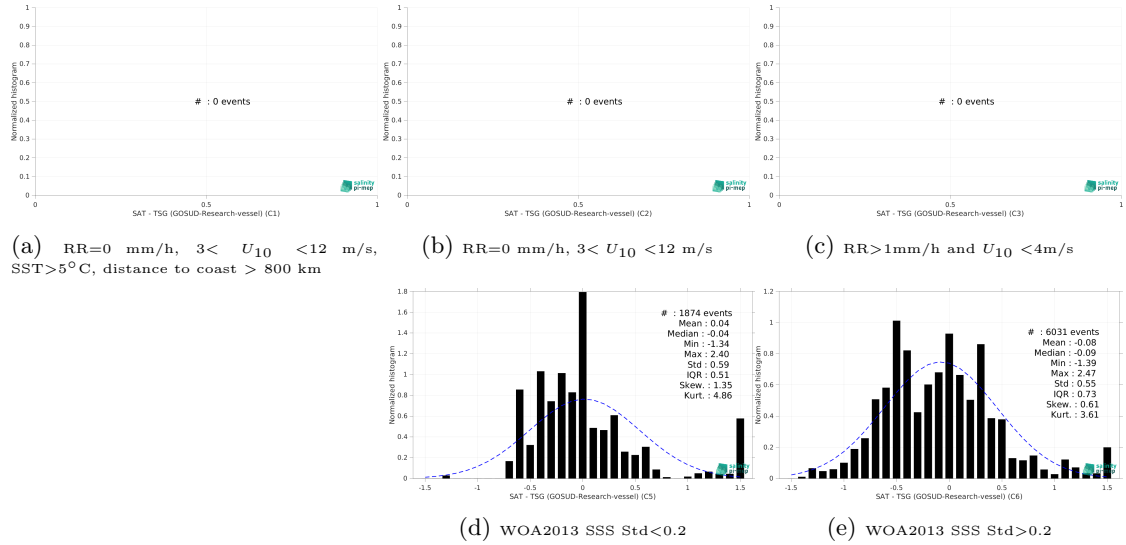 1
0.9
0.8
0.7
0.6
0.5
0.4
0.3
0.2
0.1
0
Normalized histogram
# : 0 events
0 0.5 1
SAT - TSG (GOSUD-Research-vessel) (C1)
salinity
pi-mep
1
0.9
0.8
0.7
0.6
0.5
0.4
0.3
0.2
0.1
0
Normalized histogram
# : 0 events
0 0.5 1
SAT - TSG (GOSUD-Research-vessel) (C2)
salinity
pi-mep
1
0.9
0.8
0.7
0.6
0.5
0.4
0.3
0.2
0.1
0
Normalized histogram
# : 0 events
0 0.5 1
SAT - TSG (GOSUD-Research-vessel) (C3)
salinity
pi-mep
(a) RR=0 mm/h, 3< U10 <12 m/s,
SST>5°C, distance to coast > 800 km
(b) RR=0 mm/h, 3< U10 <12 m/s
(c) RR>1mm/h and U10 <4m/s
1.8
1.6
1.4
1.2
1
0.8
0.6
0.4
0.2
0
Normalized histogram
# : 1874 events
Mean : 0.04
Median : -0.04
Min : -1.34
Max : 2.40
Std : 0.59
IQR : 0.51
Skew. : 1.35
Kurt. : 4.86
-1.5 -1 -0.5 0 0.5 1 1.5
SAT - TSG (GOSUD-Research-vessel) (C5)
salinity
pi-mep
1.2
1
0.8
0.6
0.4
0.2
0
Normalized histogram
# : 6031 events
Mean : -0.08
Median : -0.09
Min : -1.39
Max : 2.47
Std : 0.55
IQR : 0.73
Skew. : 0.61
Kurt. : 3.61
-1.5 -1 -0.5 0 0.5 1 1.5
SAT - TSG (GOSUD-Research-vessel) (C6)
salinity
pi-mep
(d) WOA2013 SSS Std<0.2
(e) WOA2013 SSS Std>0.2